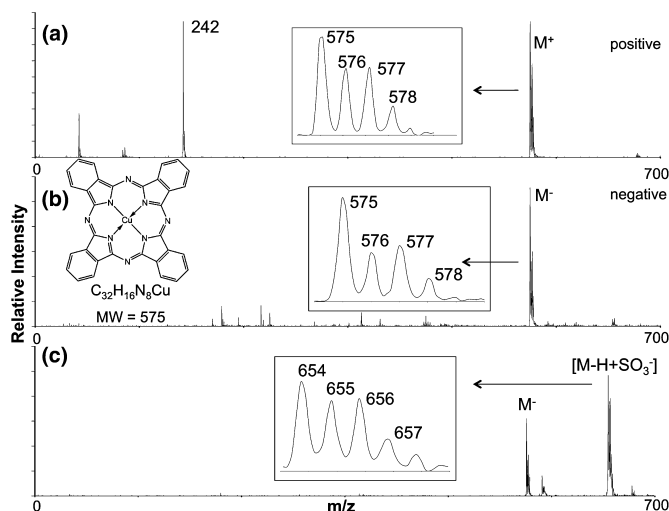 (a)
242
575
576
577
578
M+
positive
0
700
(b)
N
N
N
N
Cu
N
N
N
N
C32H16N8Cu
MW = 575
575
576
577
578
M-
negative
0
700
(c)
654
655
656
657
[M-H+SO3-]
M-
0
m/z
700
Relative Intensity